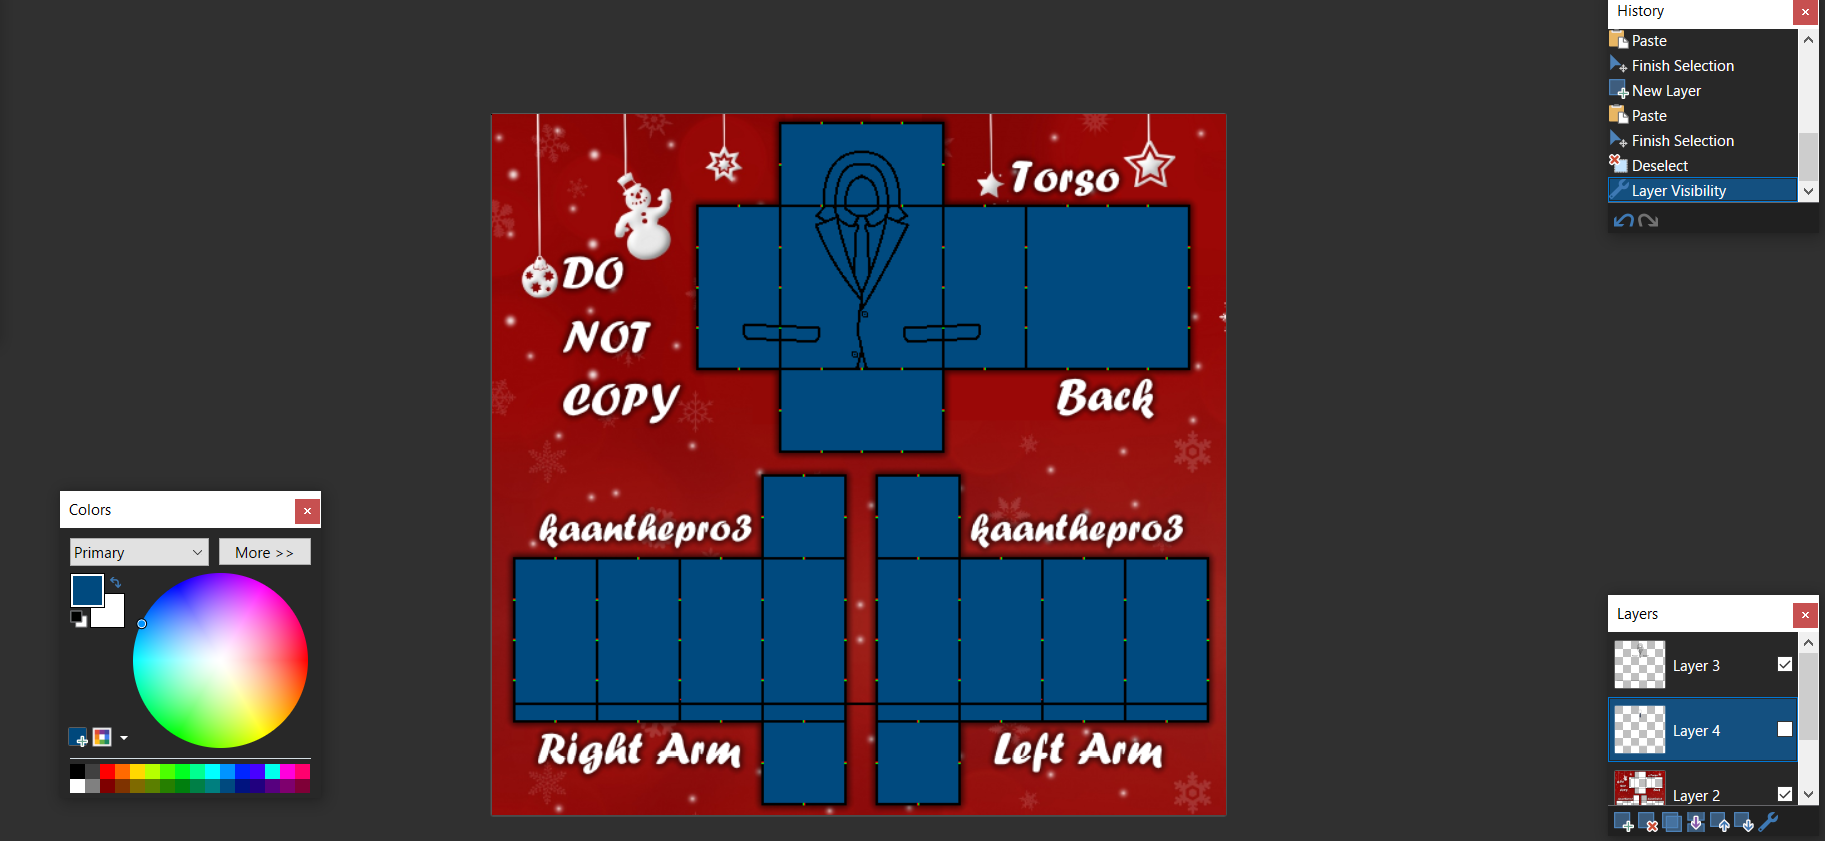 History
Paste
Finish Selection
New Layer
Paste
Finish Selection
Deselect
Layer Visibility
Torso
DO
NOT
COPY
Back
kaanthepro3
kaanthepro3
Right Arm
Left Arm
Colors
Primary
More >>
Layers
Layer 3
Layer 4
Layer 2